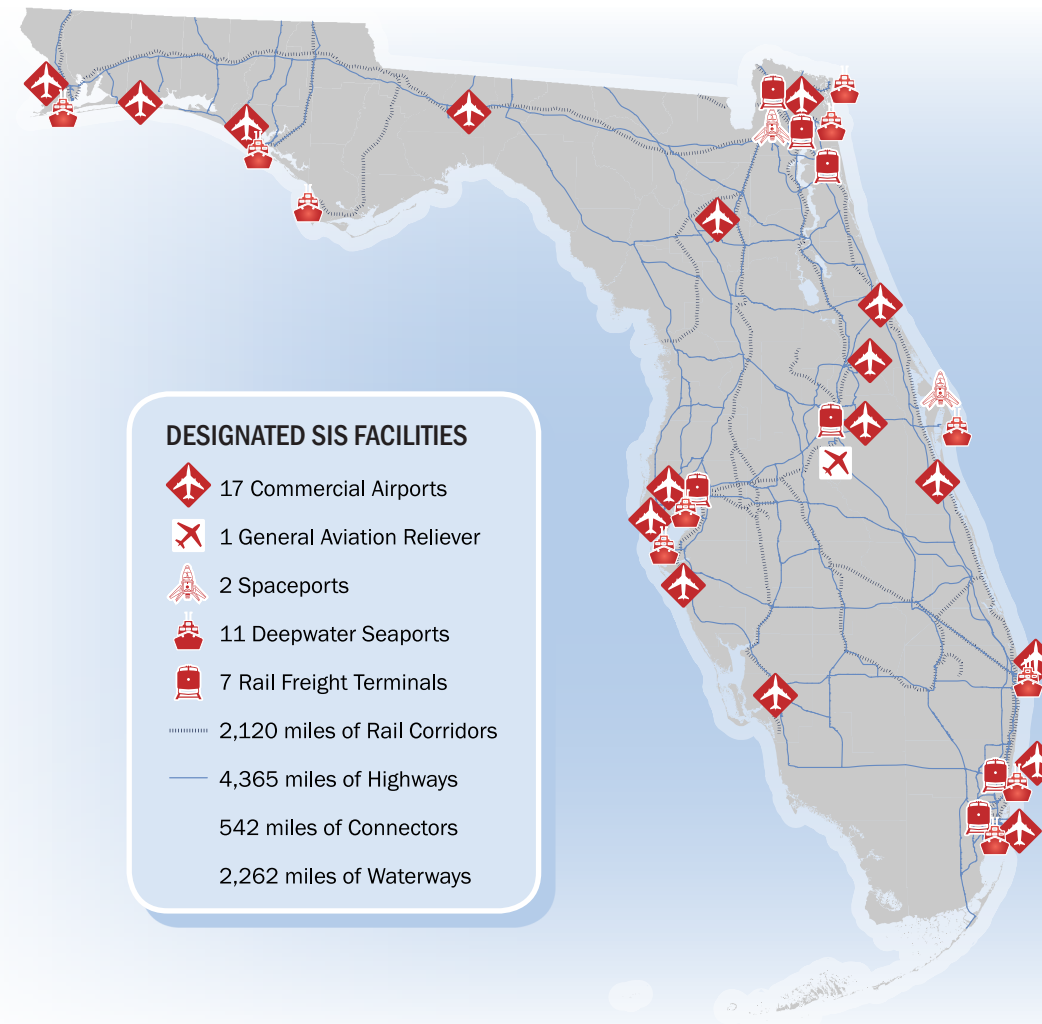 DESIGNATED SIS FACILITIES
17 Commercial Airports
1 General Aviation Reliever
2 Spaceports
11 Deepwater Seaports
7 Rail Freight Terminals
2,120 miles of Rail Corridors
4,365 miles of Highways
542 miles of Connectors
2,262 miles of Waterways